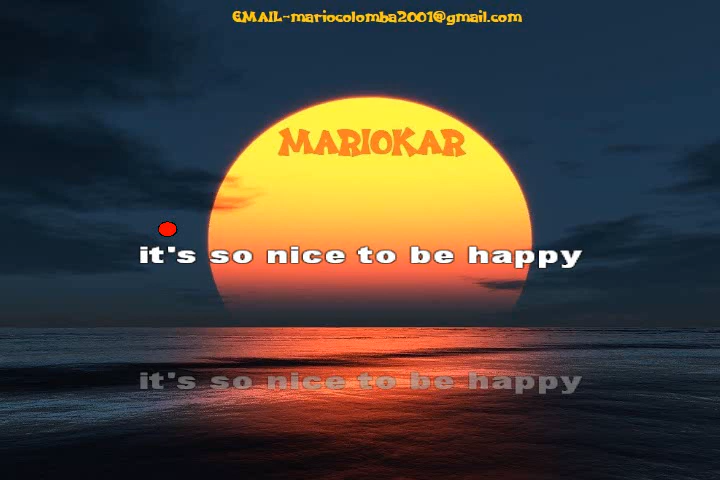 EMAIL-mariocolomba2001@gmail.com
MARIOKAR
it's so nice to be happy
it's so nice to be happy